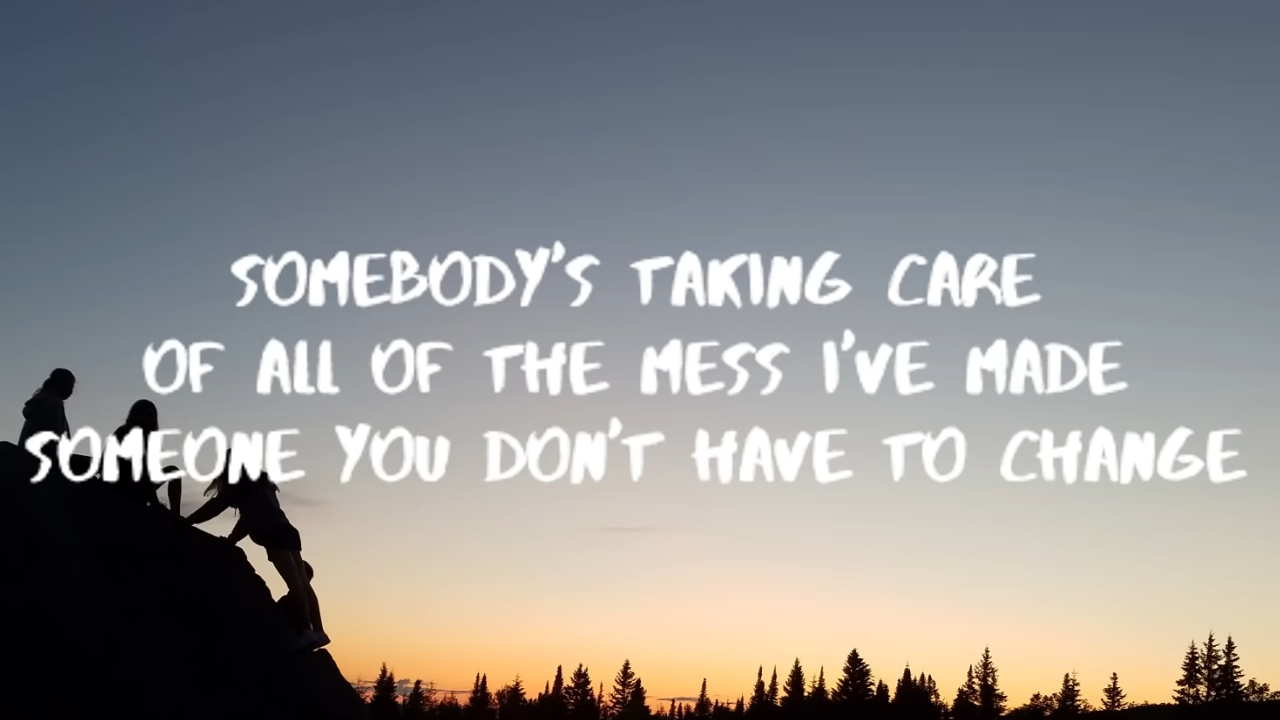 SOMEBODY'S TAKING CARE
OF ALL OF THE MESS I'VE MADE
SOMEONE YOU DON'T HAVE TO CHANGE